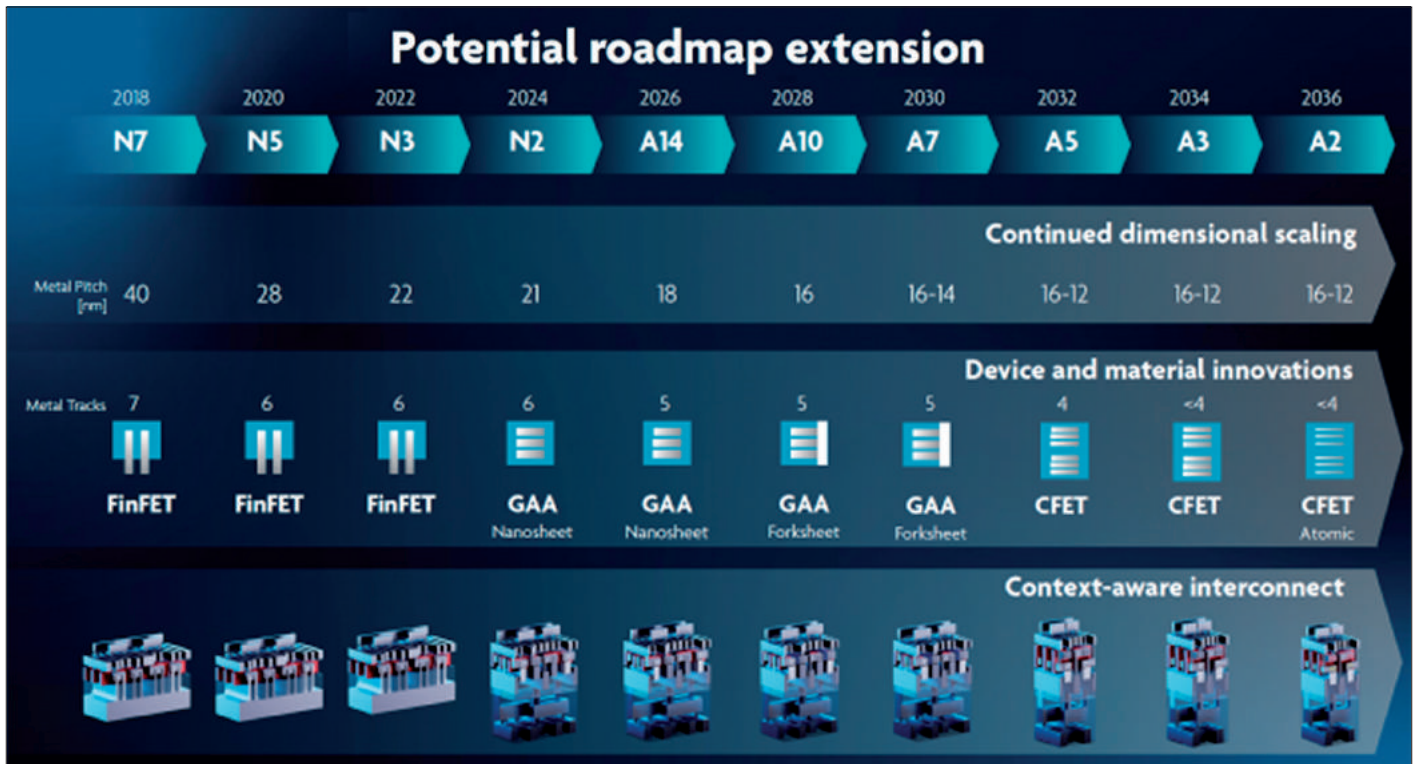 Potential roadmap extension
2018 2020 2022 2024 2026 2028 2030 2032 2034 2036
N7 N5 N3 N2 A14 A10 A7 A5 A3 A2
Continued dimensional scaling
Metal Pitch
[nm]
40 28 22 21 18 16 16-14 16-12 16-12 16-12
Device and material innovations
Metal Tracks 7 6 6 6 5 5 5 4 <4 <4
FinFET FinFET FinFET GAA GAA GAA GAA CFET CFET CFET
Nanosheet Nanosheet Forksheet Forksheet Atomic
Context-aware interconnect